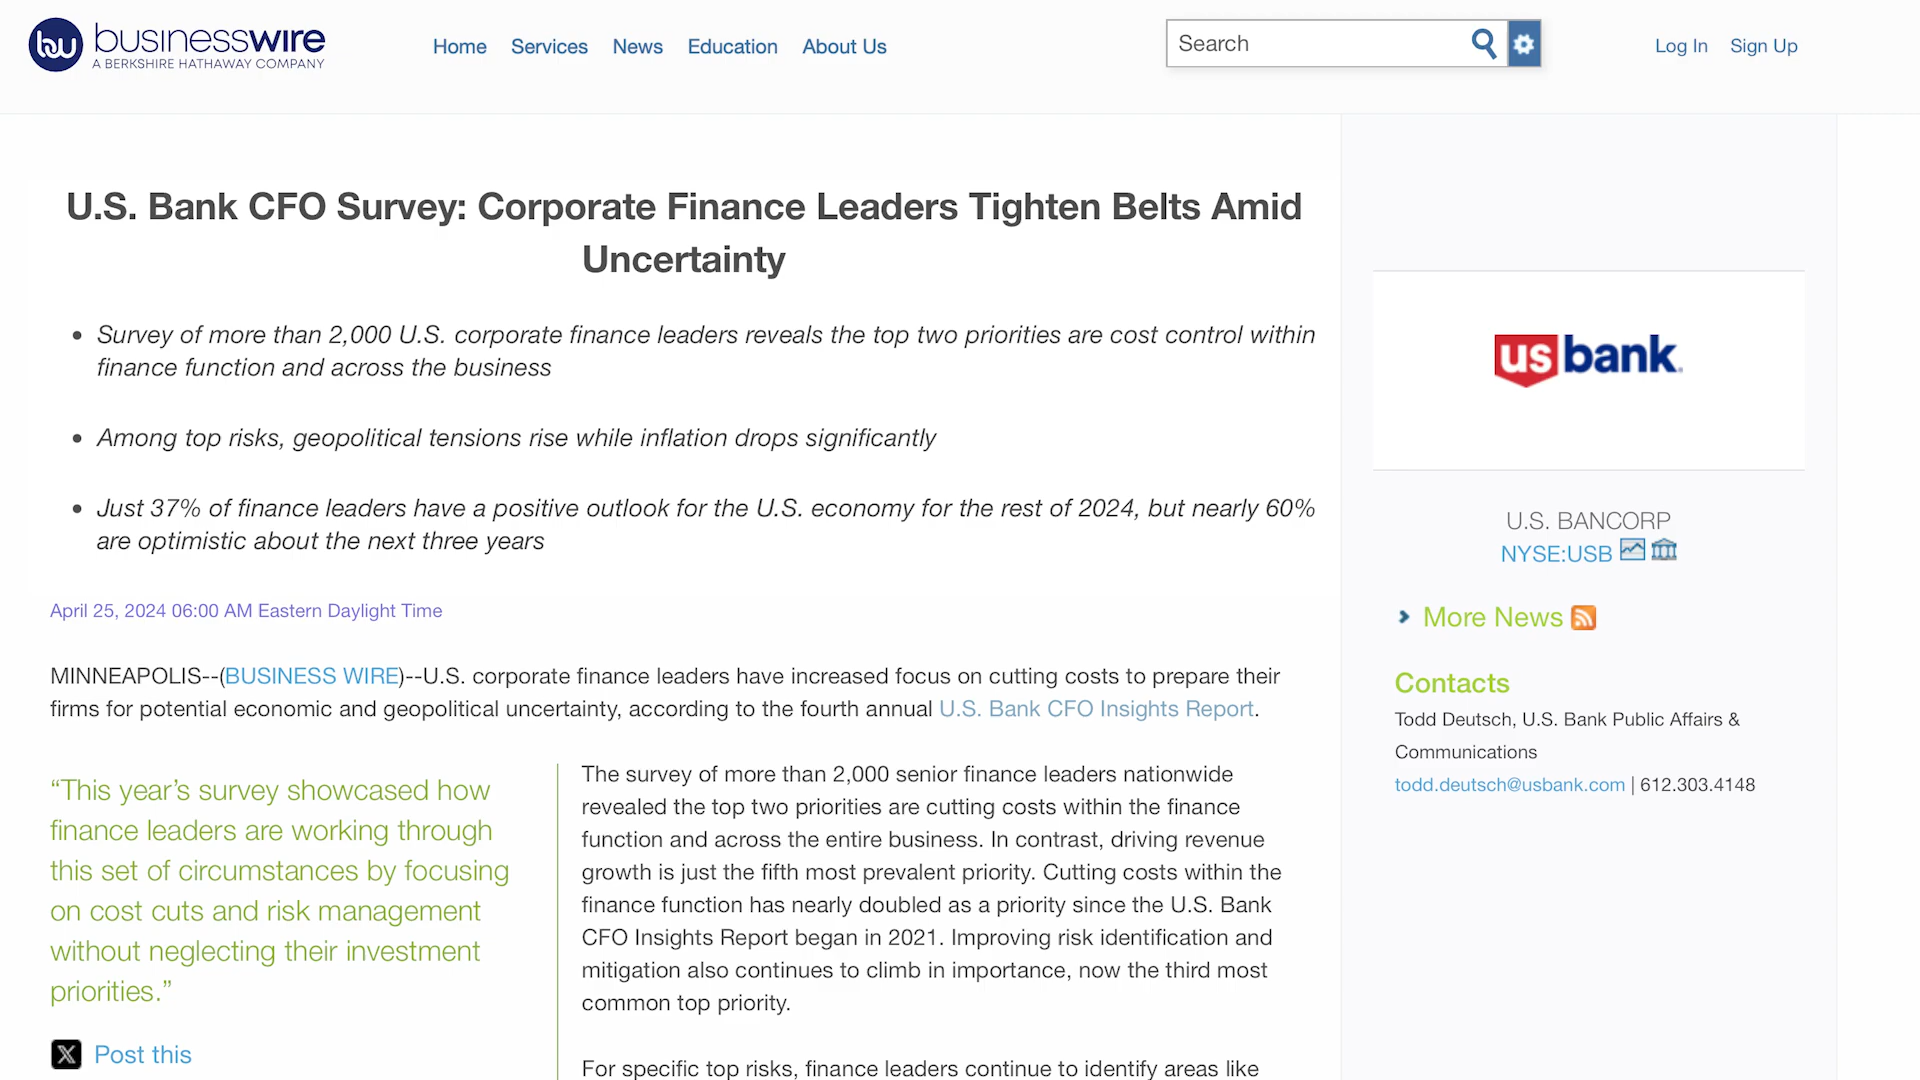 bu businesswire
A BERKSHIRE HATHAWAY COMPANY
Home Services News Education About Us
Search
Log In Sign Up
U.S. Bank CFO Survey: Corporate Finance Leaders Tighten Belts Amid
Uncertainty
• Survey of more than 2,000 U.S. corporate finance leaders reveals the top two priorities are cost control within
finance function and across the business
• Among top risks, geopolitical tensions rise while inflation drops significantly
• Just 37% of finance leaders have a positive outlook for the U.S. economy for the rest of 2024, but nearly 60%
are optimistic about the next three years
April 25, 2024 06:00 AM Eastern Daylight Time
MINNEAPOLIS--(BUSINESS WIRE)--U.S. corporate finance leaders have increased focus on cutting costs to prepare their
firms for potential economic and geopolitical uncertainty, according to the fourth annual U.S. Bank CFO Insights Report.
“This year’s survey showcased how
finance leaders are working through
this set of circumstances by focusing
on cost cuts and risk management
without neglecting their investment
priorities.”
X Post this
The survey of more than 2,000 senior finance leaders nationwide
revealed the top two priorities are cutting costs within the finance
function and across the entire business. In contrast, driving revenue
growth is just the fifth most prevalent priority. Cutting costs within the
finance function has nearly doubled as a priority since the U.S. Bank
CFO Insights Report began in 2021. Improving risk identification and
mitigation also continues to climb in importance, now the third most
common top priority.
For specific top risks, finance leaders continue to identify areas like
us bank
U.S. BANCORP
NYSE:USB
More News
Contacts
Todd Deutsch, U.S. Bank Public Affairs &
Communications
todd.deutsch@usbank.com | 612.303.4148